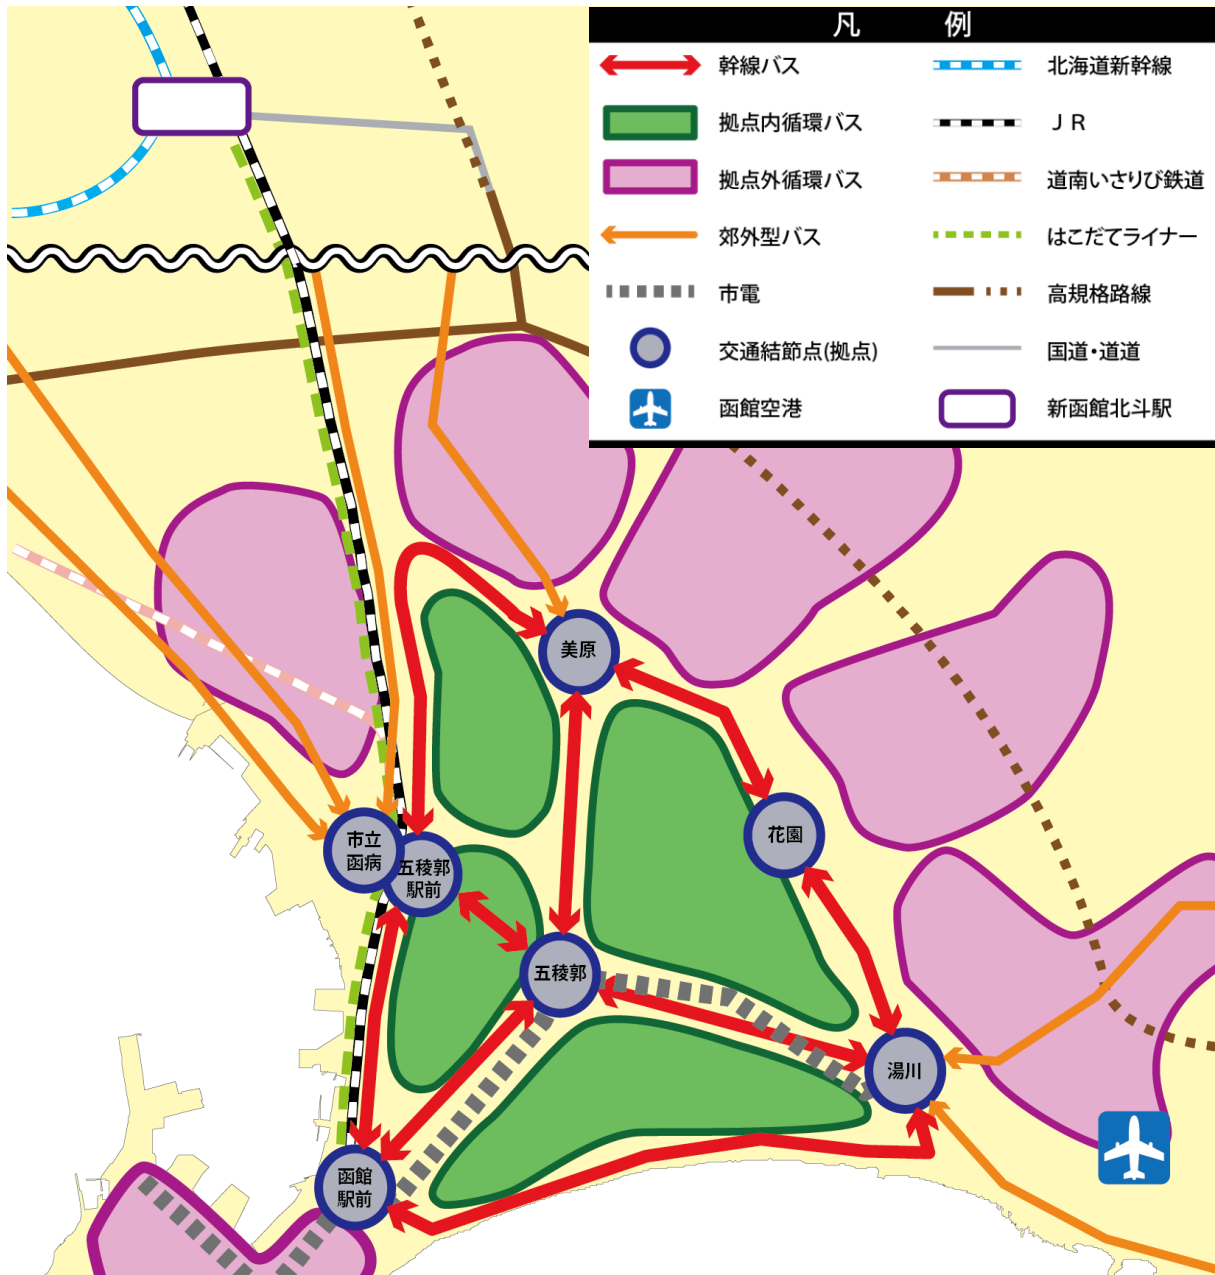 凡 例
幹線バス
北海道新幹線
拠点内循環バス
ＪＲ
拠点外循環バス
道南いさりび鉄道
郊外型バス
はこだてライナー
市電
高規格路線
交通結節点(拠点)
国道・道道
函館空港
新函館北斗駅
美原
花園
市立
函病
五稜郭
駅前
五稜郭
湯川
函館
駅前